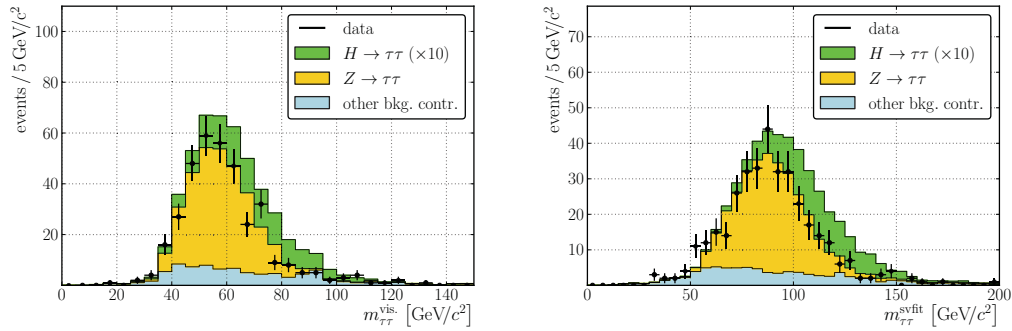 events / 5 GeV/c²
100
80
60
40
20
0
20
40
60
80
100
120
140
m_ττ^vis. [GeV/c²]
data
H → ττ (×10)
Z → ττ
other bkg. contr.
events / 5 GeV/c²
70
60
50
40
30
20
10
0
50
100
150
200
m_ττ^svfit [GeV/c²]
data
H → ττ (×10)
Z → ττ
other bkg. contr.